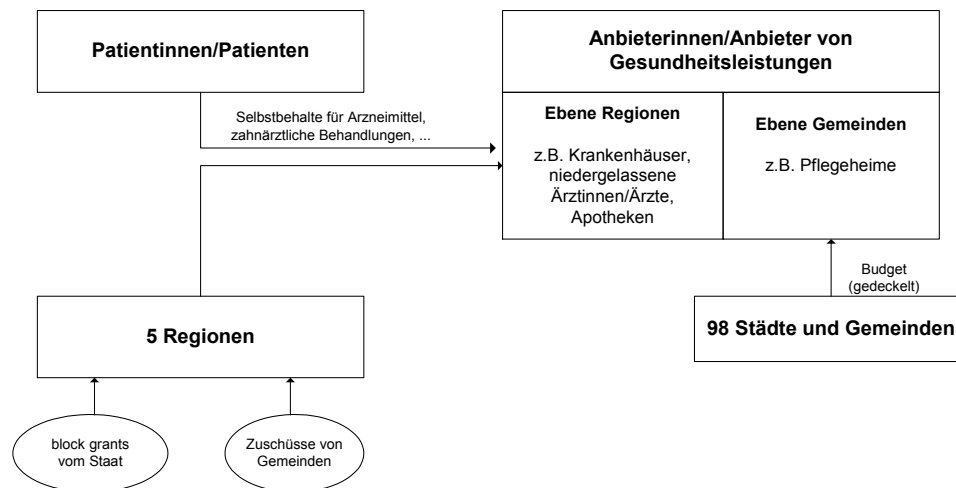 Patientinnen/Patienten
Anbieterinnen/Anbieter von
Gesundheitsleistungen
Selbstbehalte für Arzneimittel,
zahnärztliche Behandlungen, ...
Ebene Regionen
z.B. Krankenhäuser,
niedergelassene
Ärztinnen/Ärzte,
Apotheken
Ebene Gemeinden
z.B. Pflegeheime
Budget
(gedeckelt)
5 Regionen
98 Städte und Gemeinden
block grants
vom Staat
Zuschüsse von
Gemeinden